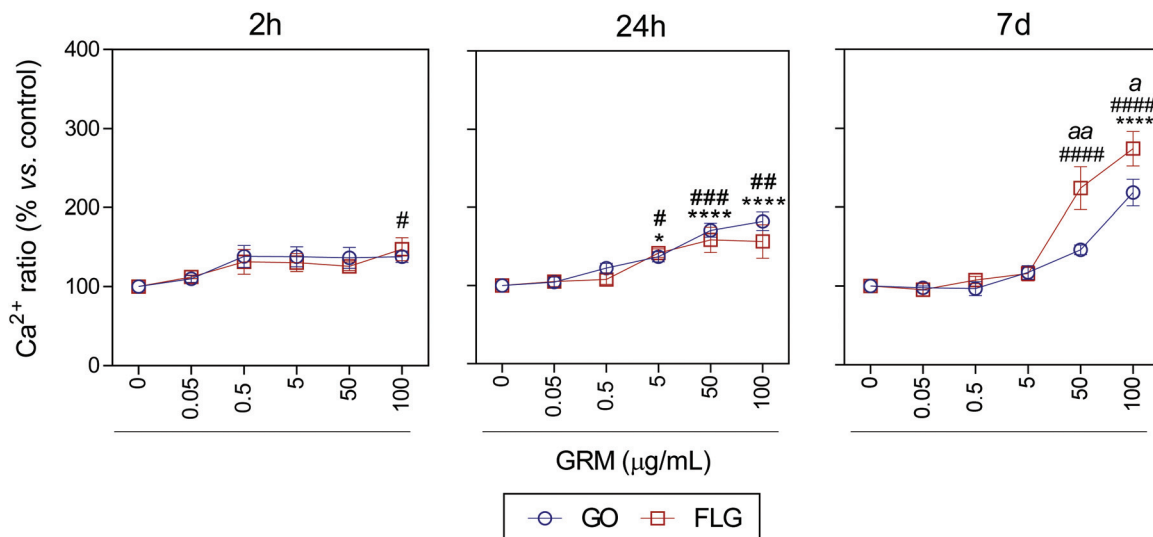 2h 24h 7d
Ca²⁺ ratio (% vs. control)
400
300
200
100
0
#
#
*
###
****
##
****
aa
####
a
####
****
0 0.05 0.5 5 50 100
0 0.05 0.5 5 50 100
0 0.05 0.5 5 50 100
GRM (μg/mL)
GO FLG